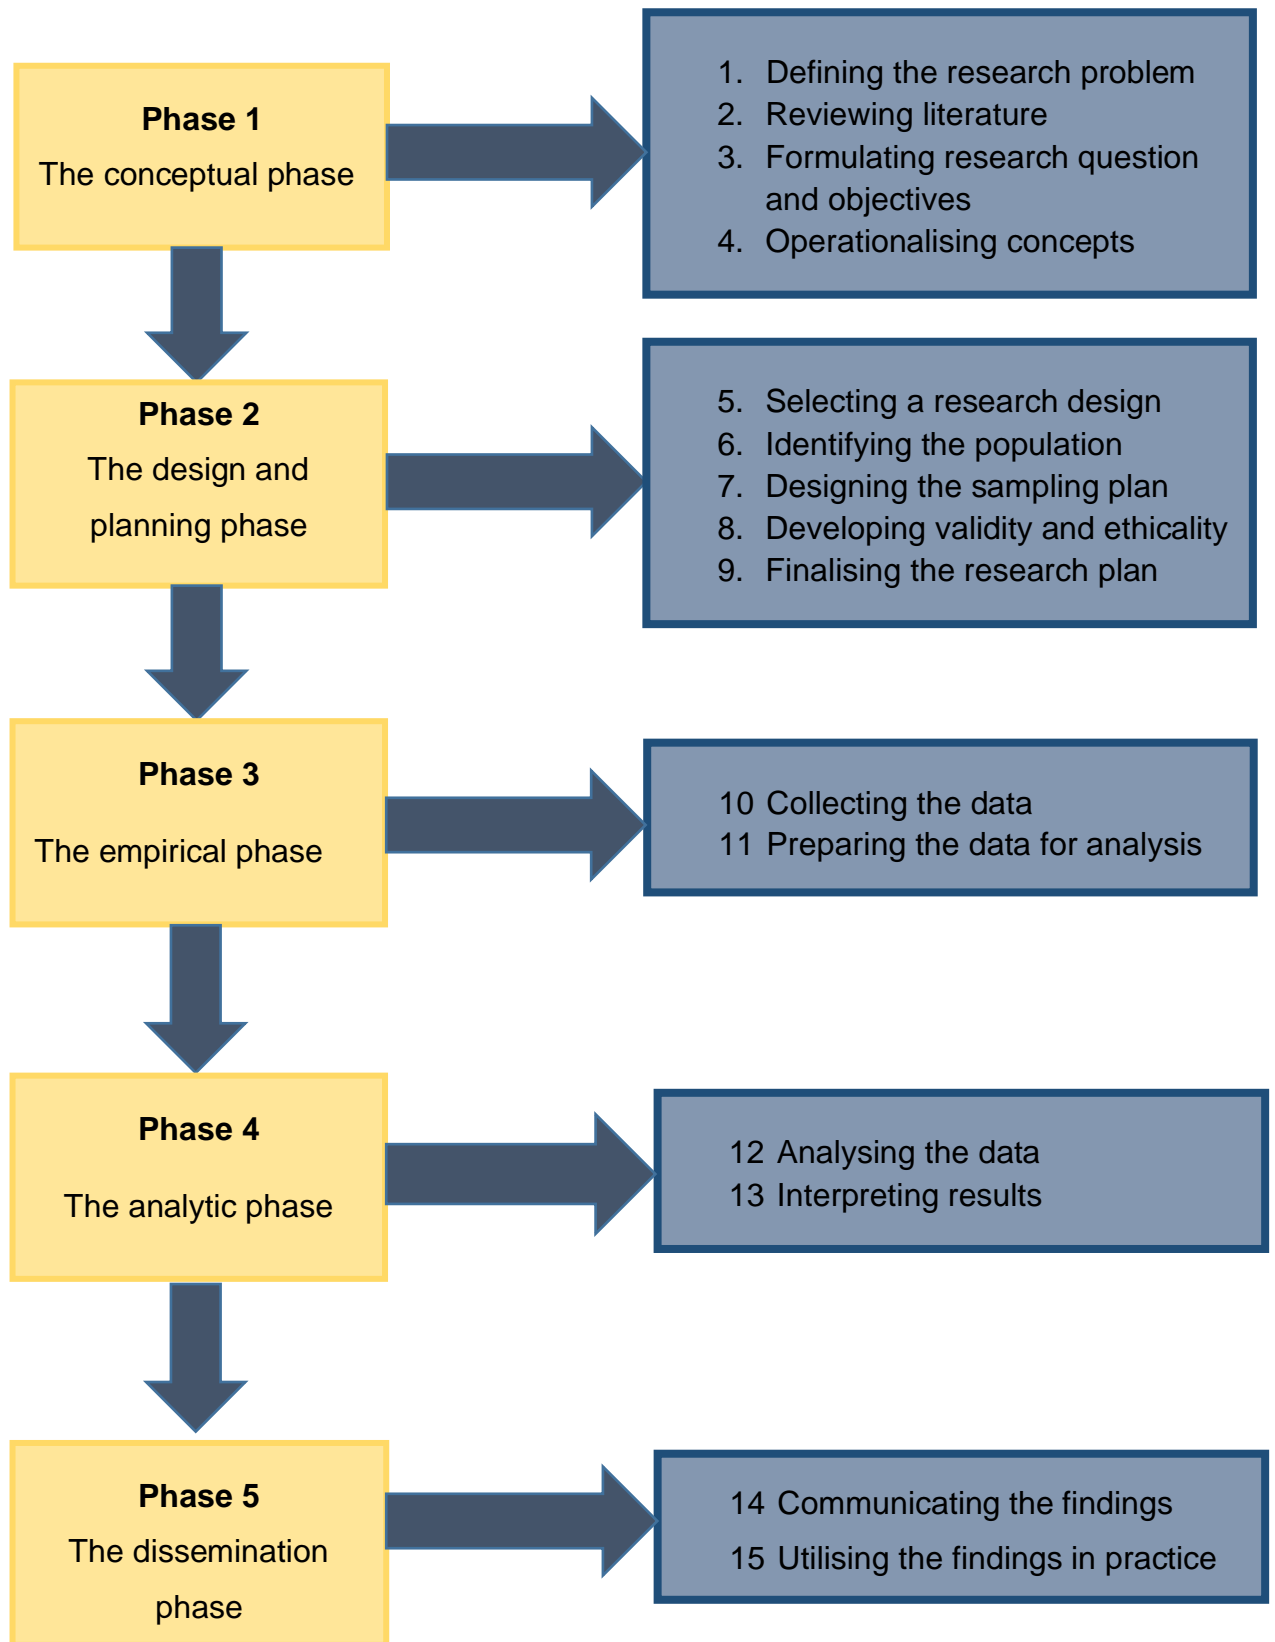 Phase 1
The conceptual phase
1. Defining the research problem
2. Reviewing literature
3. Formulating research question
and objectives
4. Operationalising concepts
Phase 2
The design and
planning phase
5. Selecting a research design
6. Identifying the population
7. Designing the sampling plan
8. Developing validity and ethicality
9. Finalising the research plan
Phase 3
The empirical phase
10 Collecting the data
11 Preparing the data for analysis
Phase 4
The analytic phase
12 Analysing the data
13 Interpreting results
Phase 5
The dissemination
phase
14 Communicating the findings
15 Utilising the findings in practice